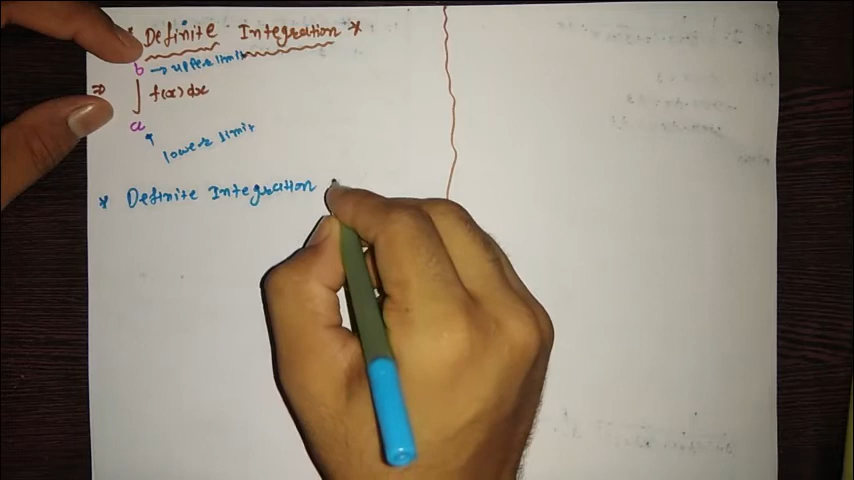 * Definite Integration *
b → upper limit
⇒ ∫ f(x) dx
a
↑ lower limit
* Definite Integration